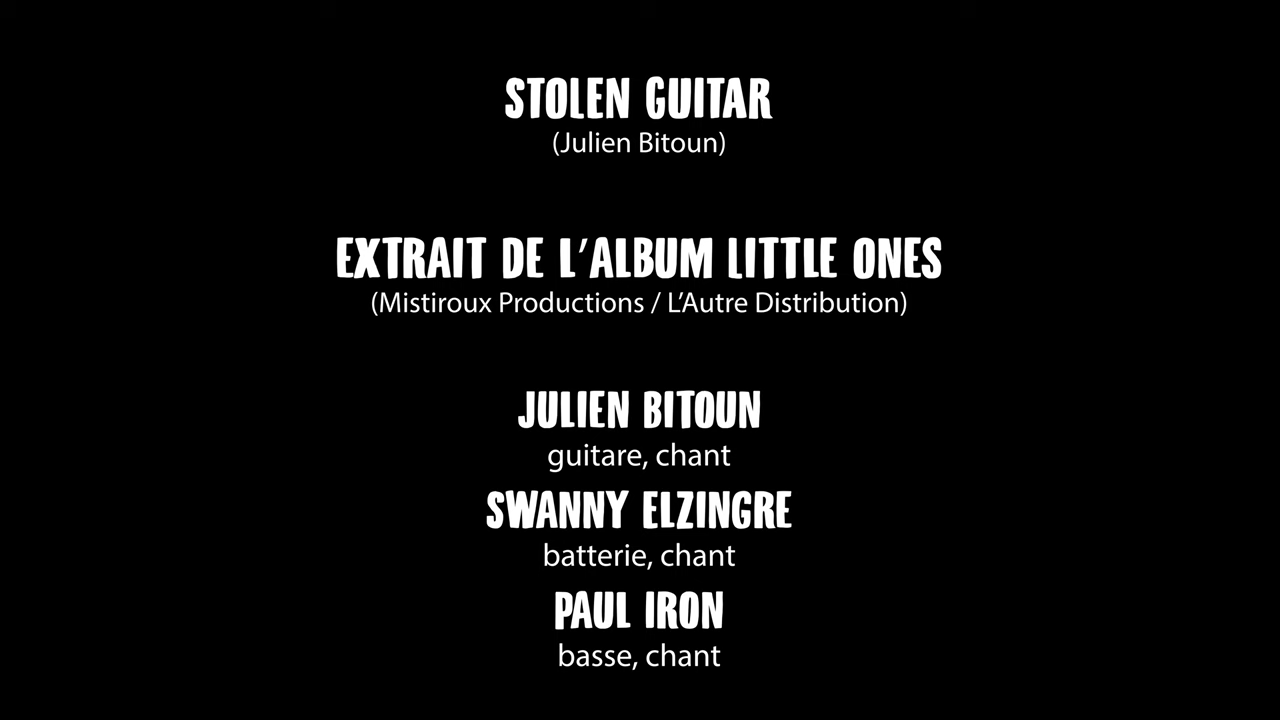 STOLEN GUITAR
(Julien Bitoun)
EXTRAIT DE L'ALBUM LITTLE ONES
(Mistiroux Productions / L'Autre Distribution)
JULIEN BITOUN
guitare, chant
SWANNY ELZINGRE
batterie, chant
PAUL IRON
basse, chant